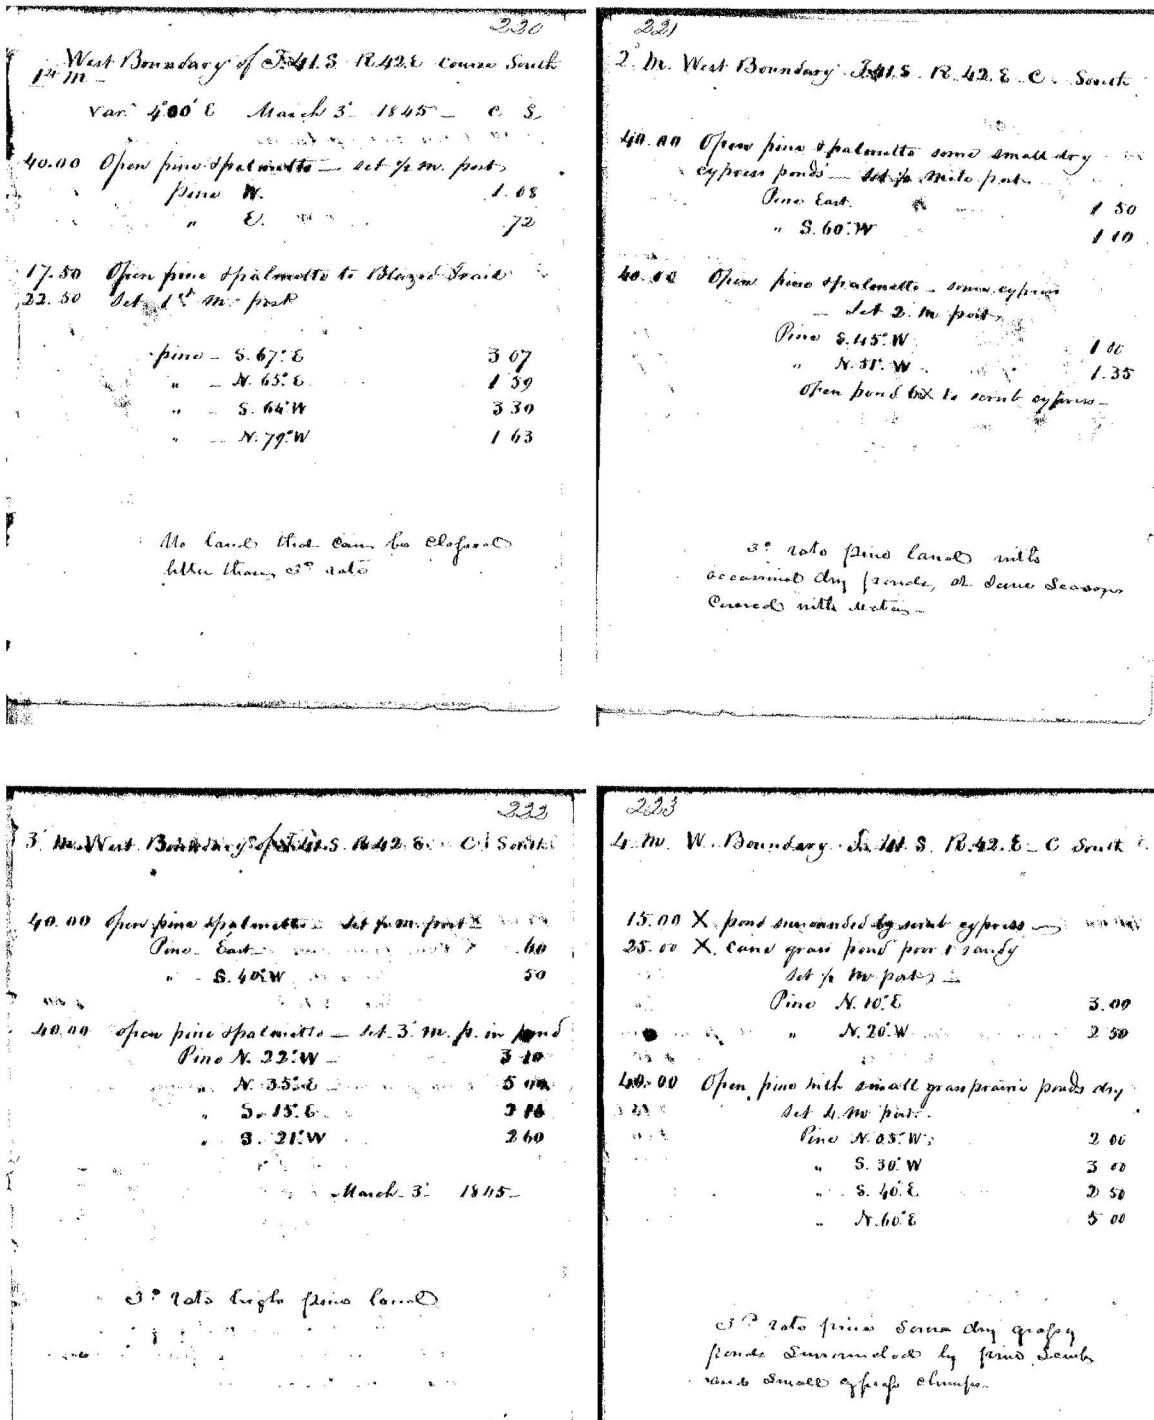 220
West Boundary of T.41.S. R.42.E Course South
1st M
Var. 4°00' E March 3d 1845 - C S.
40.00 Open pine & palmetto - set ½ m. post
Pine W. 1.08
" E. .72
17.50 Open pine & palmetto to Blazed Trail
22.50 Set 1st M. post
pine - S. 67° E 3 07
" - N. 65° E. 1 59
" - S. 64° W 3 30
" - N. 79° W 1 63
No land that can be classed
better than 3d rate
221
2d M. West Boundary T.41.S. R.42.E - C. South
40.00 Open pine & palmetto some small dry
cypress ponds - set ½ mile post
Pine East. 1 50
" S. 60° W 1 10
40.00 Open pine & palmetto - some cypress
- Set 2. M post
Pine S. 45° W
" N. 51° W 1.35
Open pond 6X to scrub cypress -
3d rate pine land with
occasional dry ponds, at some seasons
covered with water -
222
3d M. West Boundary of T.41.S. R.42 E. C South
40.00 Open pine & palmetto - Set ½ m. post
Pine - East .60
" - S. 40° W 50
40.00 open pine & palmetto - set 3d m. p. in pond
Pine N. 22° W - 3 10
" N. 35° E 5 00
" S. 15° E.
" S. 21° W 2 60
March 3d 1845 -
3d rate high pine land
223
4. M. W. Boundary T. 41 S. R.42.E - C South
15.00 X. pond surrounded by scrub cypress -
25.00 X. cane grass pond poor & sandy
Set ½ M. post -
Pine N. 10° E 3.00
" N. 20° W 2 50
40.00 Open pine with small grass prairie ponds dry
Set 4. M post.
Pine N. 05° W. 2 00
" S. 30° W 3 00
" S. 40. E 2 50
" N. 60° E 5 00
3d rate pine some dry grassy
ponds surrounded by pine scrub
and small cypress clumps.